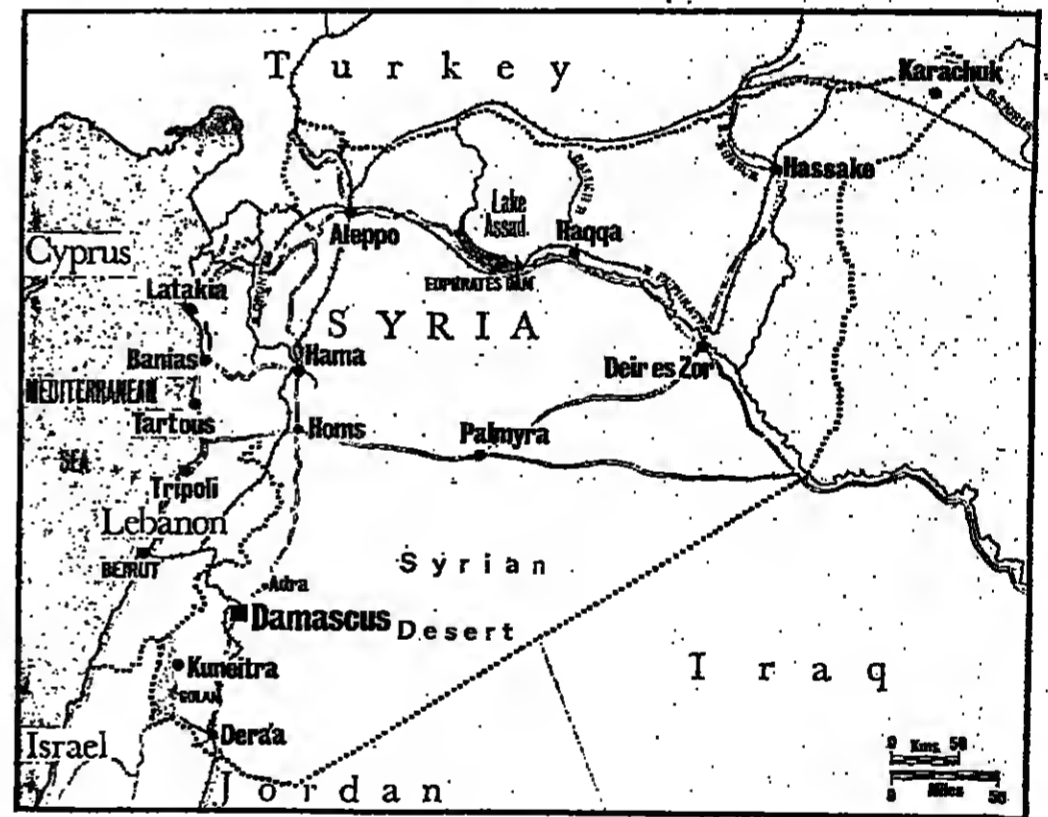 Turkey
Karachuk
Hassake
Cyprus
Aleppo
Lake
Assad.
Raqqa
EUPHRATES DAM
Latakia
SYRIA
Hama
Banias
Deir es Zor
MEDITERRANEAN
SEA
Tartous
Homs
Palmyra
Tripoli
Lebanon
BEIRUT
Syrian
Desert
Adra
Damascus
Iraq
Kuneitra
GOLAN
Israel
Dera'a
Jordan
0 Kms. 50
0 Miles 50